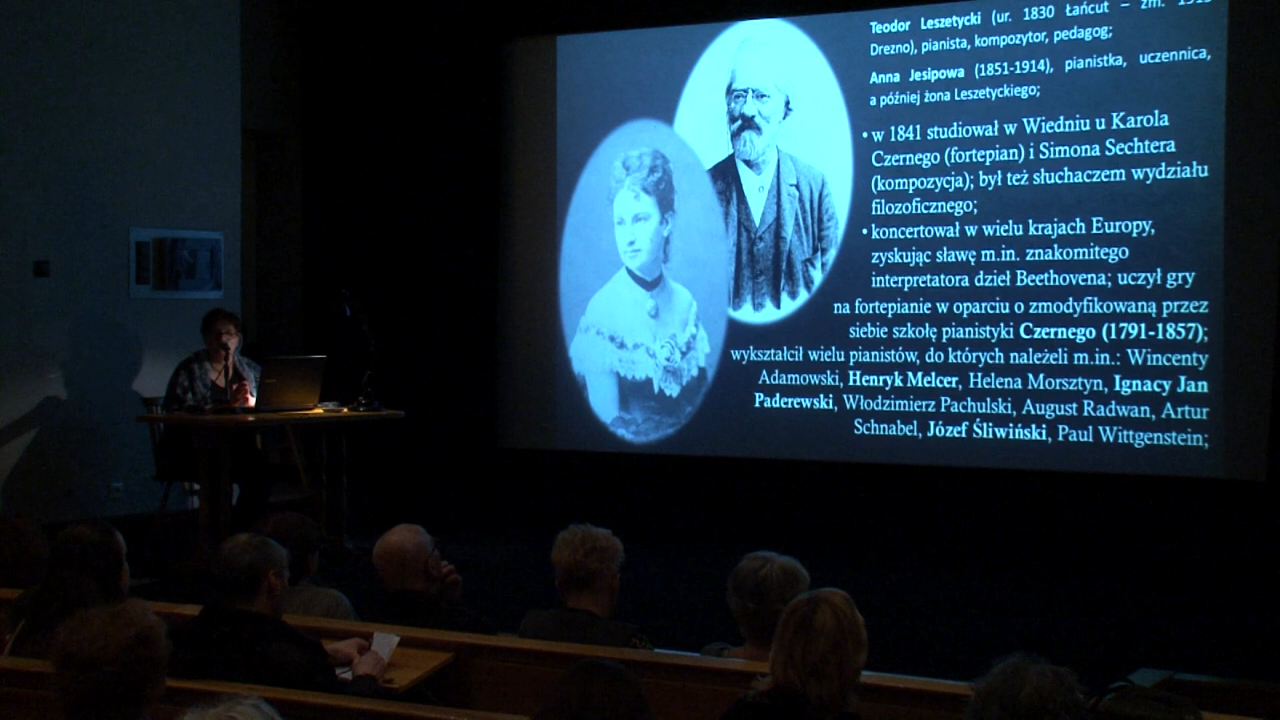 Teodor Leszetycki (ur. 1830 Łańcut – zm. 1915
Drezno), pianista, kompozytor, pedagog;
Anna Jesipowa (1851-1914), pianistka, uczennica,
a później żona Leszetyckiego;
• w 1841 studiował w Wiedniu u Karola
Czernego (fortepian) i Simona Sechtera
(kompozycja); był też słuchaczem wydziału
filozoficznego;
• koncertował w wielu krajach Europy,
zyskując sławę m.in. znakomitego
interpretatora dzieł Beethovena; uczył gry
na fortepianie w oparciu o zmodyfikowaną przez
siebie szkołę pianistyki Czernego (1791-1857);
wykształcił wielu pianistów, do których należeli m.in.: Wincenty
Adamowski, Henryk Melcer, Helena Morsztyn, Ignacy Jan
Paderewski, Włodzimierz Pachulski, August Radwan, Artur
Schnabel, Józef Śliwiński, Paul Wittgenstein;